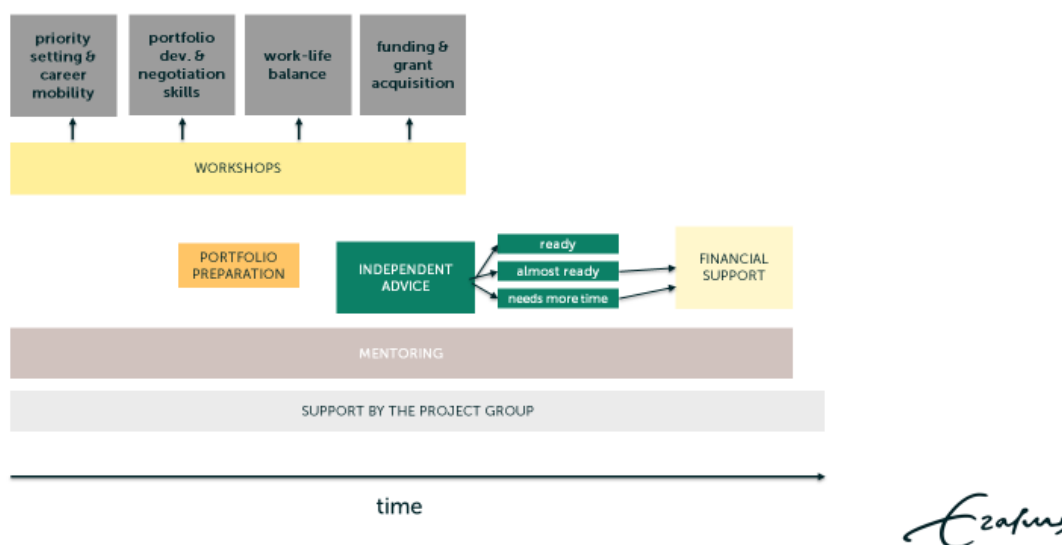 priority
setting &
career
mobility
portfolio
dev. &
negotiation
skills
work-life
balance
funding &
grant
acquisition
WORKSHOPS
PORTFOLIO
PREPARATION
INDEPENDENT
ADVICE
ready
almost ready
needs more time
FINANCIAL
SUPPORT
MENTORING
SUPPORT BY THE PROJECT GROUP
time
Erasmus